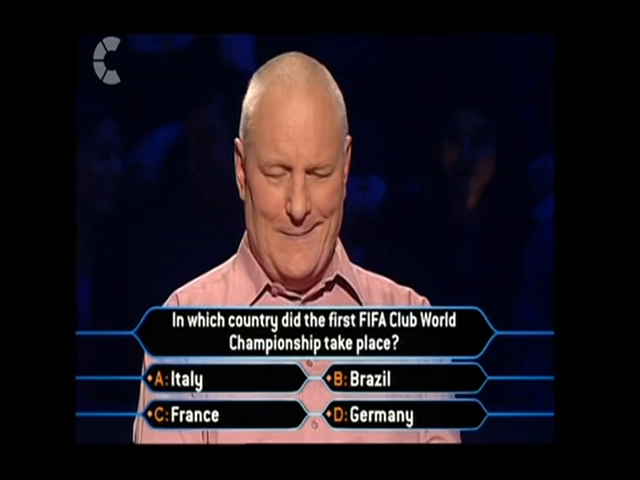 In which country did the first FIFA Club World
Championship take place?
A: Italy
B: Brazil
C: France
D: Germany